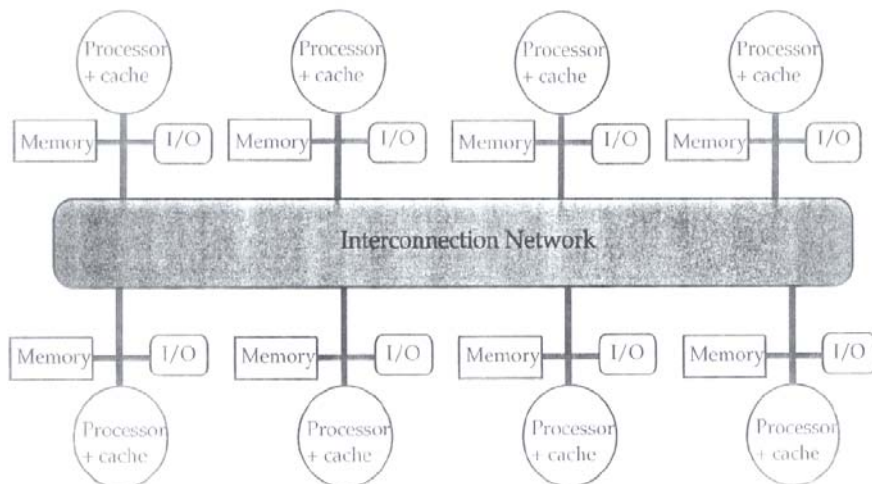 Processor
+ cache
Processor
+ cache
Processor
+ cache
Processor
+ cache
Memory
I/O
Memory
I/O
Memory
I/O
Memory
I/O
Interconnection Network
Memory
I/O
Memory
I/O
Memory
I/O
Memory
I/O
Processor
+ cache
Processor
+ cache
Processor
+ cache
Processor
+ cache